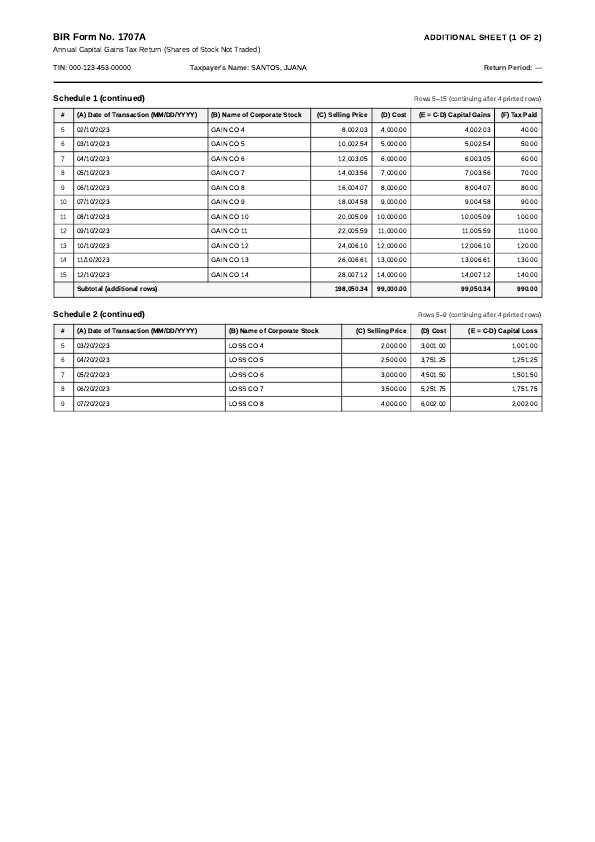 BIR Form No. 1707A
ADDITIONAL SHEET (1 OF 2)
Annual Capital Gains Tax Return (Shares of Stock Not Traded)
TIN: 000-123-453-00000 Taxpayer's Name: SANTOS, JUANA Return Period: —
Schedule 1 (continued) Rows 5–15 (continuing after 4 printed rows)
# (A) Date of Transaction (MM/DD/YYYY) (B) Name of Corporate Stock (C) Selling Price (D) Cost (E = C-D) Capital Gains (F) Tax Paid
5 02/10/2023 GAIN CO 4 8,002.03 4,000.00 4,002.03 40.00
6 03/10/2023 GAIN CO 5 10,002.54 5,000.00 5,002.54 50.00
7 04/10/2023 GAIN CO 6 12,003.05 6,000.00 6,003.05 60.00
8 05/10/2023 GAIN CO 7 14,003.56 7,000.00 7,003.56 70.00
9 06/10/2023 GAIN CO 8 16,004.07 8,000.00 8,004.07 80.00
10 07/10/2023 GAIN CO 9 18,004.58 9,000.00 9,004.58 90.00
11 08/10/2023 GAIN CO 10 20,005.09 10,000.00 10,005.09 100.00
12 09/10/2023 GAIN CO 11 22,005.59 11,000.00 11,005.59 110.00
13 10/10/2023 GAIN CO 12 24,006.10 12,000.00 12,006.10 120.00
14 11/10/2023 GAIN CO 13 26,006.61 13,000.00 13,006.61 130.00
15 12/10/2023 GAIN CO 14 28,007.12 14,000.00 14,007.12 140.00
Subtotal (additional rows) 198,050.34 99,000.00 99,050.34 990.00
Schedule 2 (continued) Rows 5–9 (continuing after 4 printed rows)
# (A) Date of Transaction (MM/DD/YYYY) (B) Name of Corporate Stock (C) Selling Price (D) Cost (E = C-D) Capital Loss
5 03/20/2023 LOSS CO 4 2,000.00 3,001.00 1,001.00
6 04/20/2023 LOSS CO 5 2,500.00 3,751.25 1,251.25
7 05/20/2023 LOSS CO 6 3,000.00 4,501.50 1,501.50
8 06/20/2023 LOSS CO 7 3,500.00 5,251.75 1,751.75
9 07/20/2023 LOSS CO 8 4,000.00 6,002.00 2,002.00